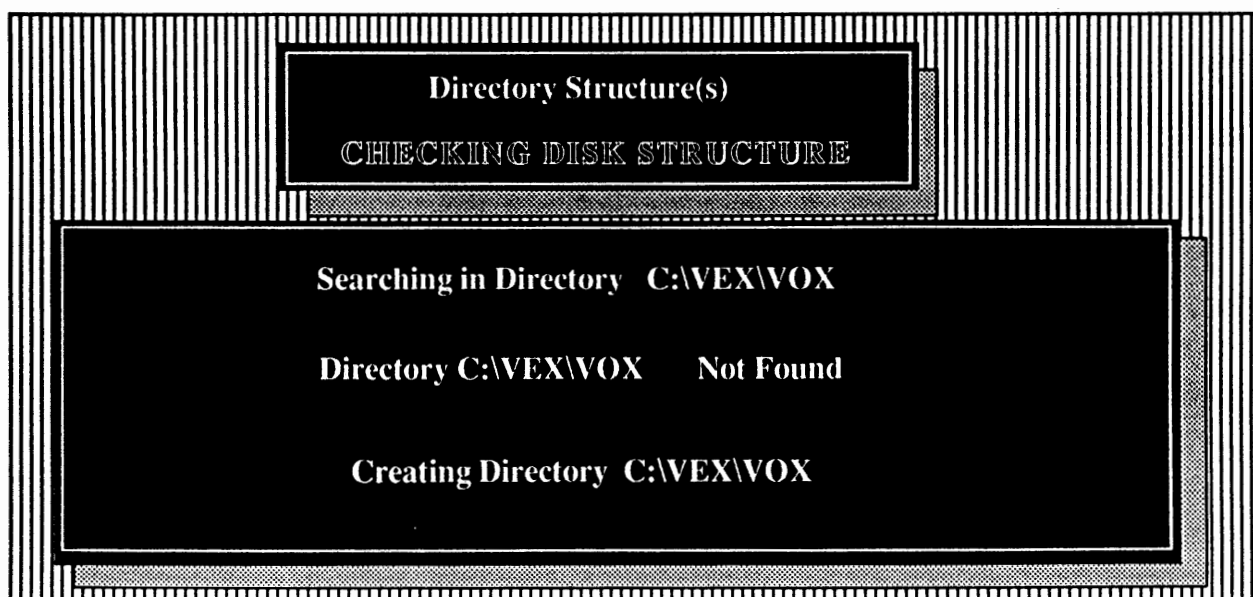 Directory Structure(s)
CHECKING DISK STRUCTURE
Searching in Directory C:\VEX\VOX
Directory C:\VEX\VOX Not Found
Creating Directory C:\VEX\VOX